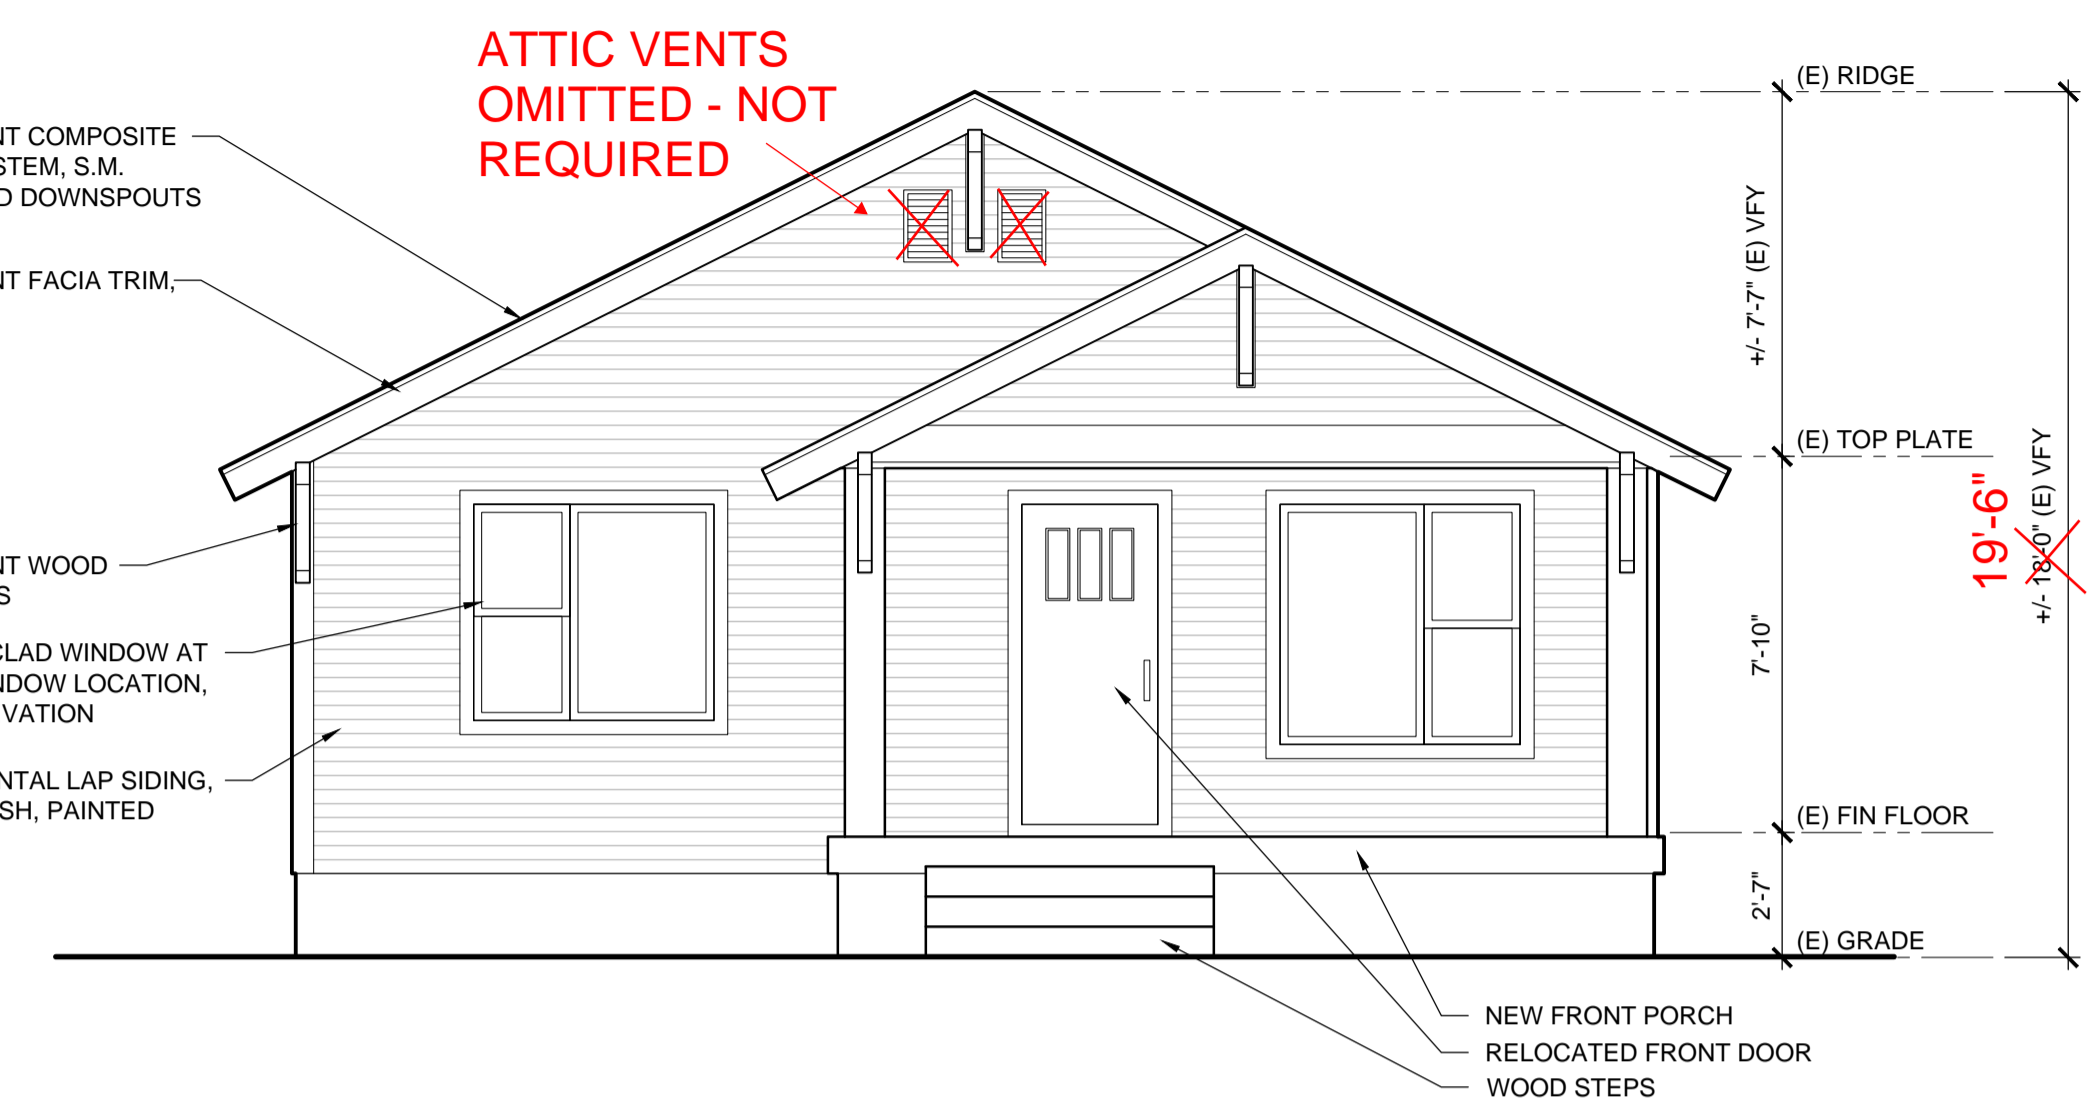 ATTIC VENTS
OMITTED - NOT
REQUIRED
NT COMPOSITE
STEM, S.M.
D DOWNSPOUTS
NT FACIA TRIM,
NT WOOD
S
CLAD WINDOW AT
NDOW LOCATION,
VATION
NTAL LAP SIDING,
SH, PAINTED
(E) RIDGE
+/- 7'-7" (E) VFY
(E) TOP PLATE
19'-6"
+/- 18'-0" (E) VFY
7'-10"
(E) FIN FLOOR
2'-7"
(E) GRADE
NEW FRONT PORCH
RELOCATED FRONT DOOR
WOOD STEPS